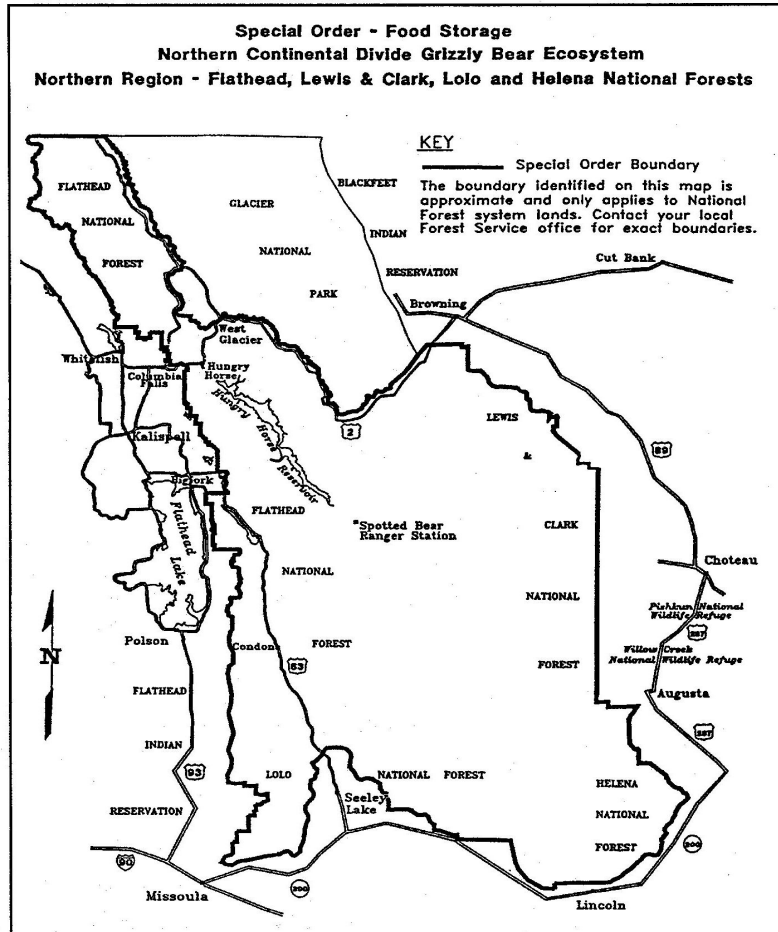 Special Order - Food Storage
Northern Continental Divide Grizzly Bear Ecosystem
Northern Region - Flathead, Lewis & Clark, Lolo and Helena National Forests
KEY
Special Order Boundary
The boundary identified on this map is
approximate and only applies to National
Forest system lands. Contact your local
Forest Service office for exact boundaries.
FLATHEAD
NATIONAL
FOREST
GLACIER
NATIONAL
PARK
BLACKFEET
INDIAN
RESERVATION
Cut Bank
Browning
West
Glacier
Whitefish
Columbia
Falls
Hungry
Horse
Hungry Horse Reservoir
Kalispell
2
LEWIS
&
CLARK
NATIONAL
FOREST
89
Bigfork
Flathead
Lake
FLATHEAD
NATIONAL
FOREST
Spotted Bear
Ranger Station
Choteau
Pishkun National
Wildlife Refuge
287
Willow Creek
National Wildlife Refuge
Augusta
287
N
Polson
Condon
83
FLATHEAD
INDIAN
RESERVATION
93
LOLO
NATIONAL FOREST
Seeley
Lake
HELENA
NATIONAL
FOREST
200
90
Missoula
200
Lincoln